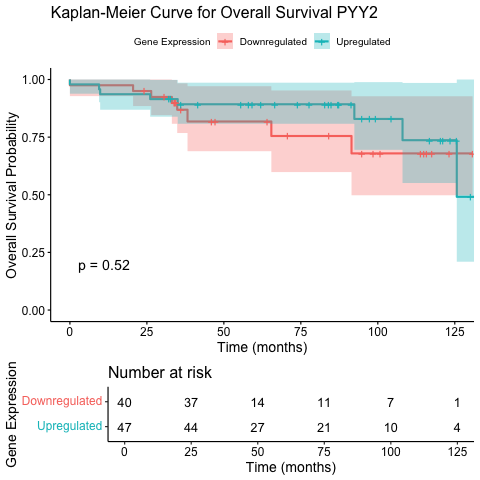 Kaplan-Meier Curve for Overall Survival PYY2
Gene Expression Downregulated Upregulated
Overall Survival Probability
1.00
0.75
0.50
0.25
0.00
p = 0.52
0 25 50 75 100 125
Time (months)
Number at risk
Gene Expression
Downregulated 40 37 14 11 7 1
Upregulated 47 44 27 21 10 4
0 25 50 75 100 125
Time (months)